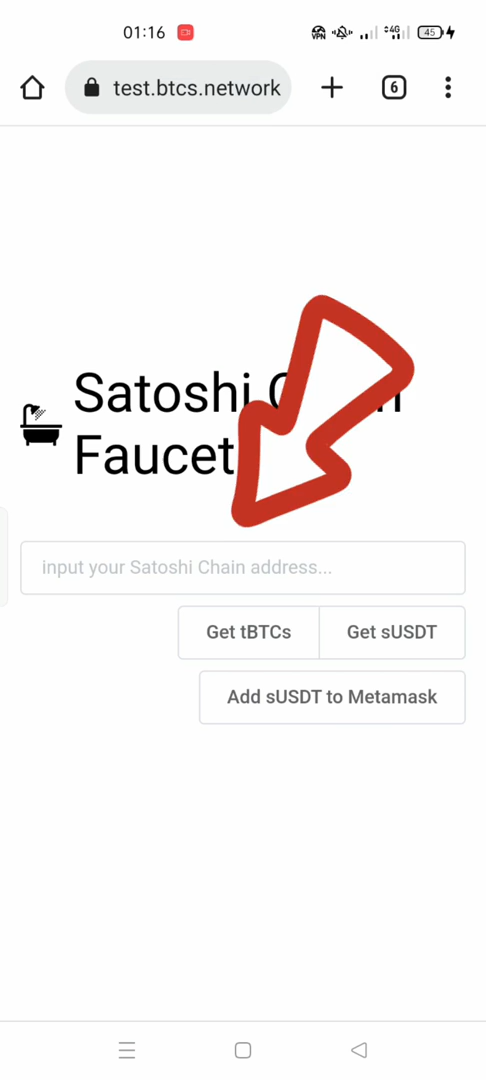 01:16
VPN
4G
45
test.btcs.network
6
Satoshi
Faucet
input your Satoshi Chain address...
Get tBTCs
Get sUSDT
Add sUSDT to Metamask